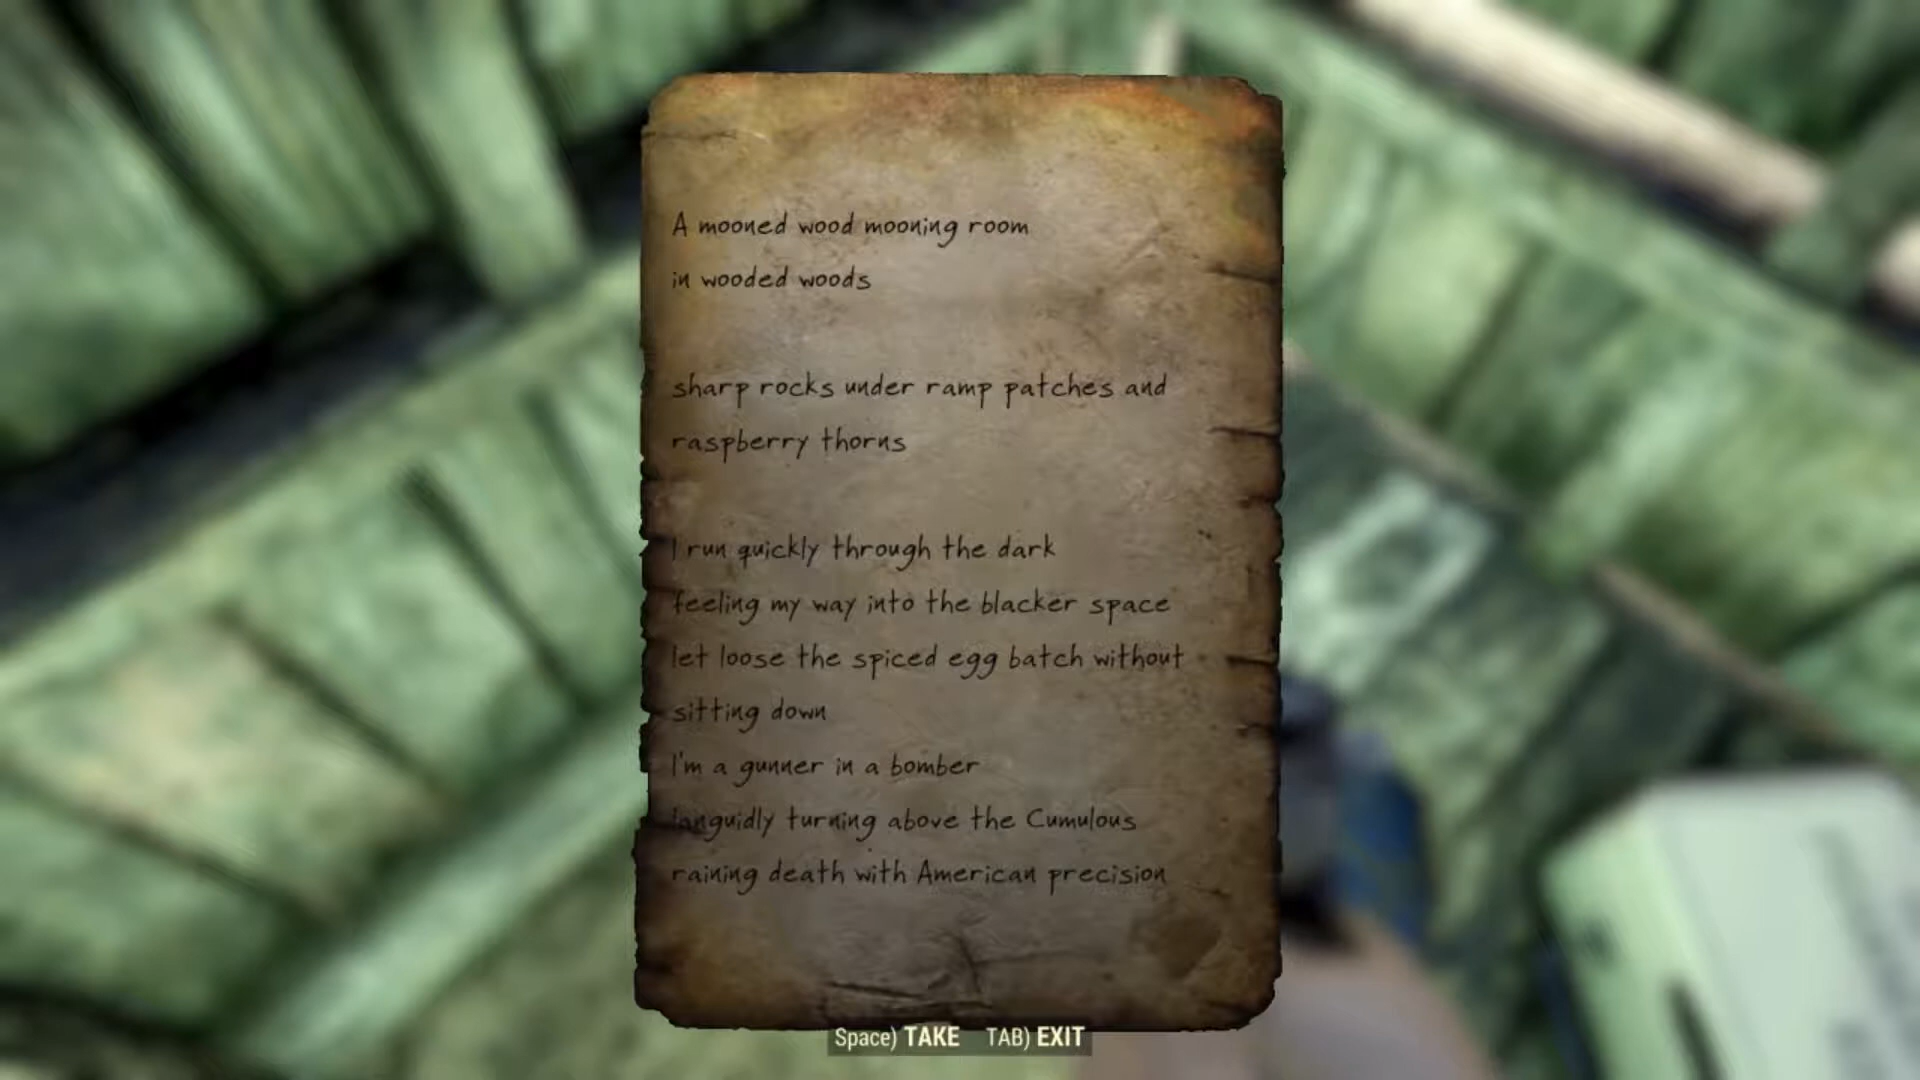 A mooned wood mooning room
in wooded woods
sharp rocks under ramp patches and
raspberry thorns
I run quickly through the dark
feeling my way into the blacker space
let loose the spiced egg batch without
sitting down
I'm a gunner in a bomber
languidly turning above the Cumulous
raining death with American precision
Space) TAKE TAB) EXIT